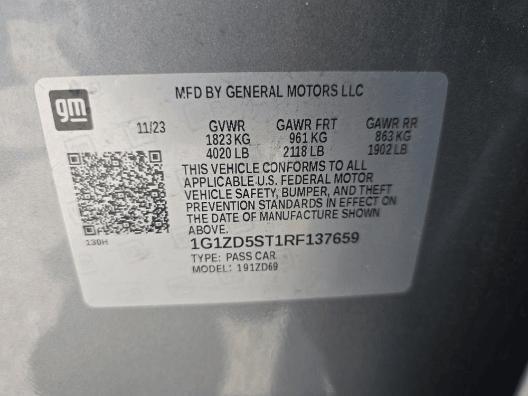 gm
MFD BY GENERAL MOTORS LLC
11/23 GVWR GAWR FRT GAWR RR
1823 KG 961 KG 863 KG
4020 LB 2118 LB 1902 LB
THIS VEHICLE CONFORMS TO ALL
APPLICABLE U.S. FEDERAL MOTOR
VEHICLE SAFETY, BUMPER, AND THEFT
PREVENTION STANDARDS IN EFFECT ON
THE DATE OF MANUFACTURE SHOWN
ABOVE.
130H
1G1ZD5ST1RF137659
TYPE: PASS CAR
MODEL: 191ZD69